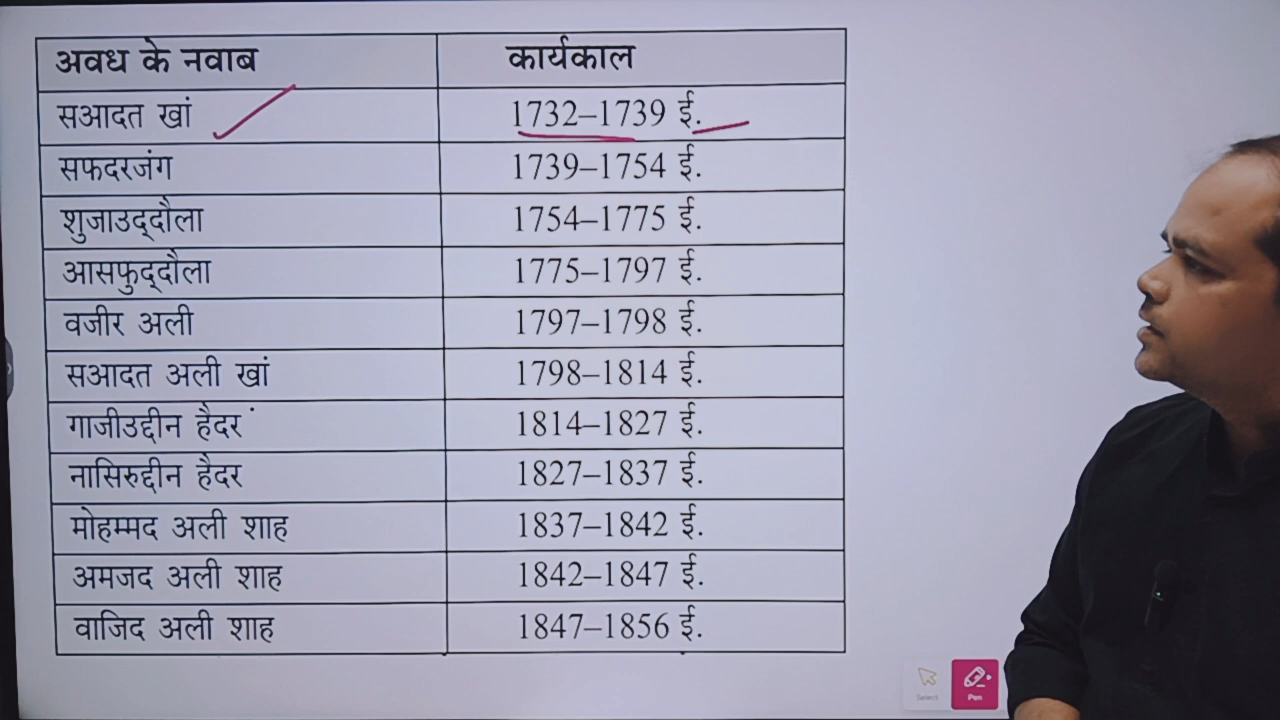 अवध के नवाब कार्यकाल
सआदत खां 1732–1739 ई.
सफदरजंग 1739–1754 ई.
शुजाउद्दौला 1754–1775 ई.
आसफुद्दौला 1775–1797 ई.
वजीर अली 1797–1798 ई.
सआदत अली खां 1798–1814 ई.
गाजीउद्दीन हैदर 1814–1827 ई.
नासिरुद्दीन हैदर 1827–1837 ई.
मोहम्मद अली शाह 1837–1842 ई.
अमजद अली शाह 1842–1847 ई.
वाजिद अली शाह 1847–1856 ई.
Select Pen